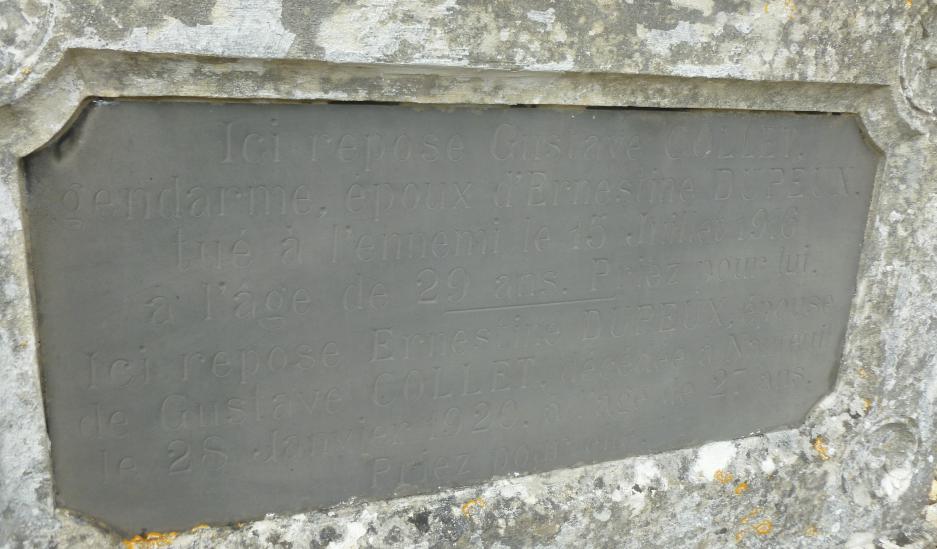 Ici repose Gustave COLLET,
gendarme, époux d'Ernestine DUPEUX,
tué à l'ennemi le 15 Juillet 1916
à l'âge de 29 ans. Priez pour lui.
Ici repose Ernestine DUPEUX, épouse
de Gustave COLLET, décédée à
le 28 Janvier 1920, à l'âge de 27 ans.
Priez pour